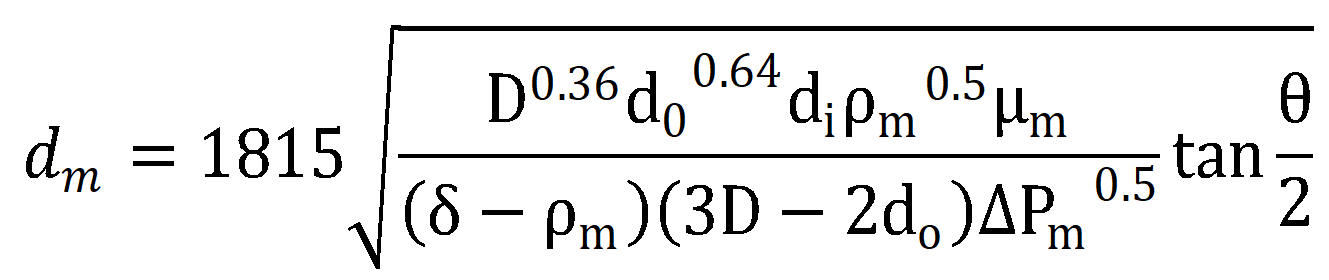 d_m = 1815 √((D^0.36 d_0^0.64 d_i ρ_m^0.5 μ_m)/((δ − ρ_m)(3D − 2d_o)ΔP_m^0.5) tan θ/2)